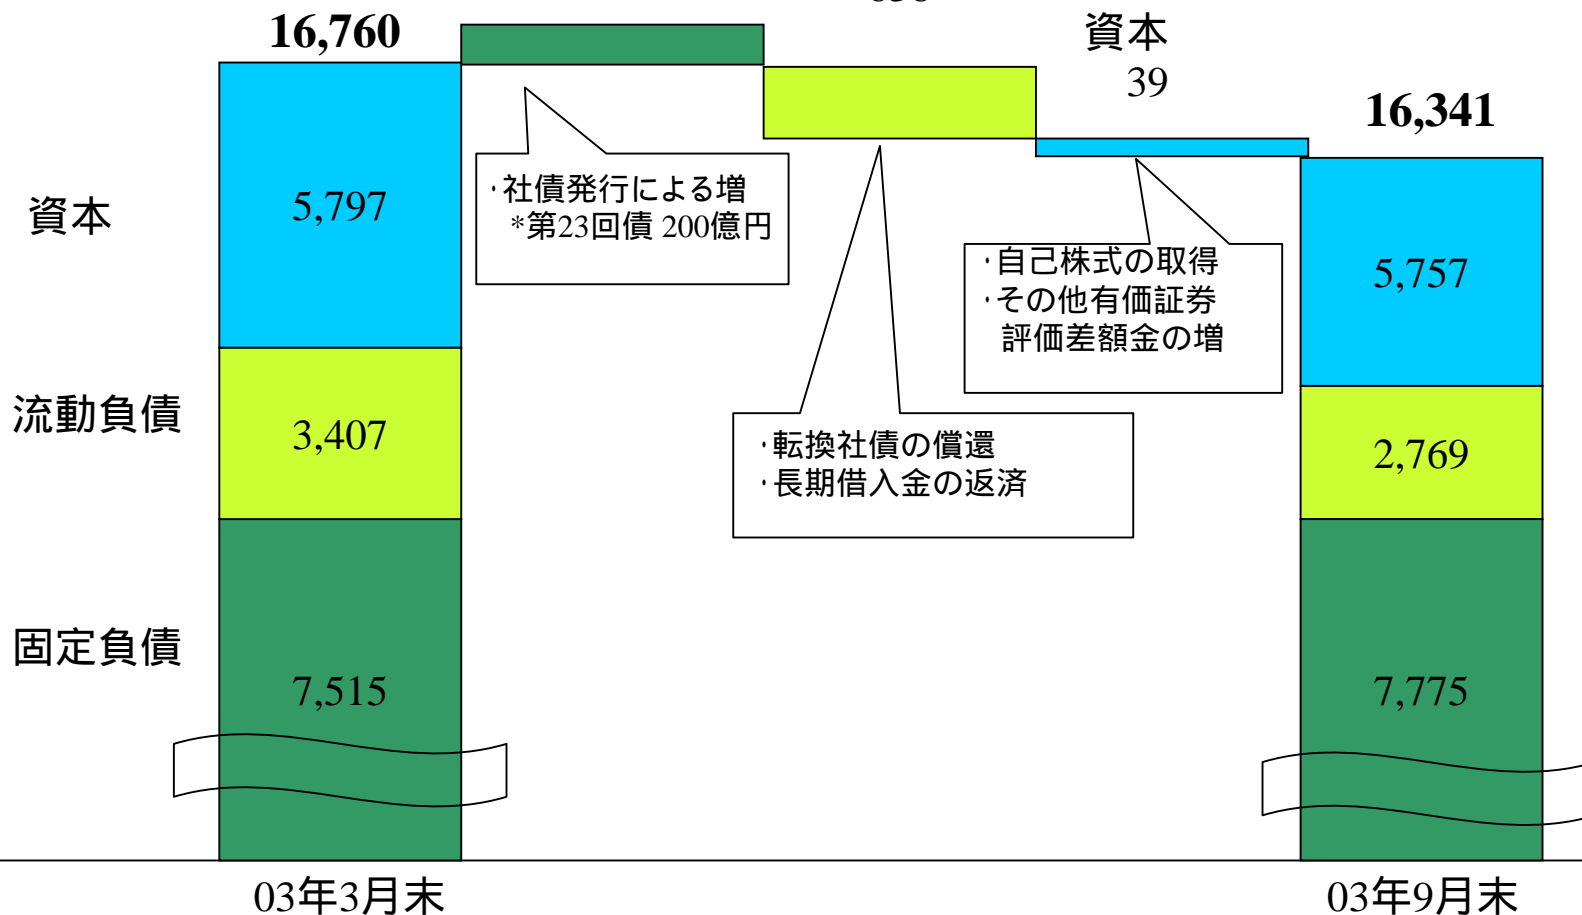 16,760
資本
39
16,341
資本
5,797
・社債発行による増
*第23回債 200億円
・自己株式の取得
・その他有価証券
評価差額金の増
5,757
流動負債
3,407
・転換社債の償還
・長期借入金の返済
2,769
固定負債
7,515
7,775
03年3月末
03年9月末